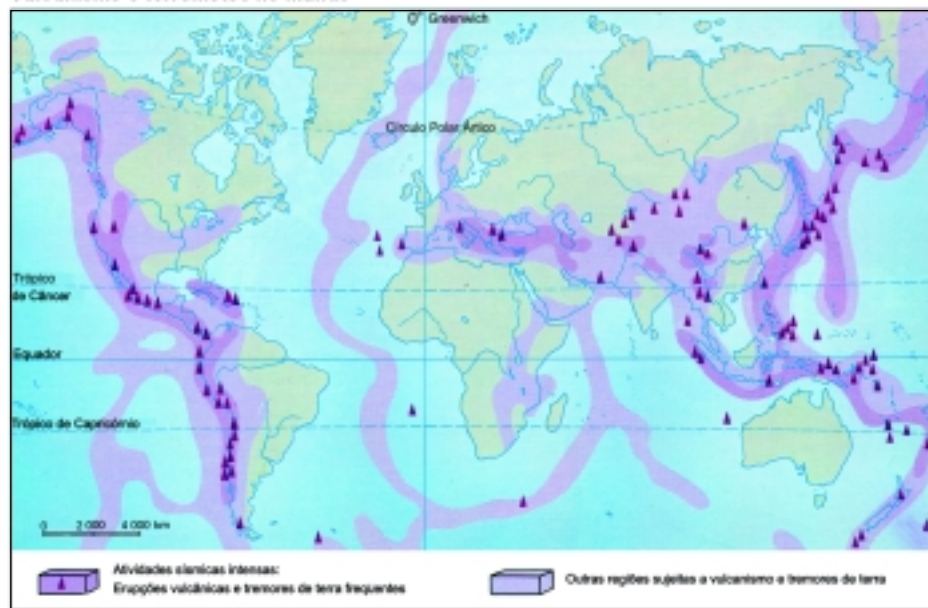 0° Greenwich
Círculo Polar Ártico
Trópico
de Câncer
Equador
Trópico de Capricórnio
0 2 000 4 000 km
Atividades sísmicas intensas:
Erupções vulcânicas e tremores de terra frequentes
Outras regiões sujeitas a vulcanismo e tremores de terra